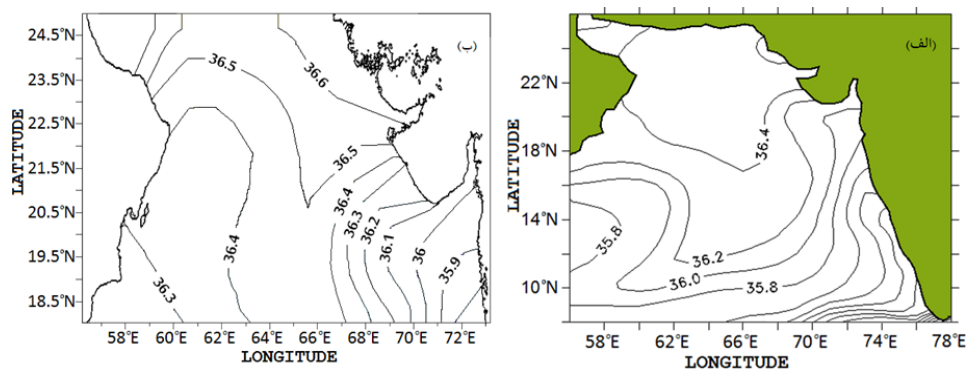 (ب)
24.5°N
23.5°N
22.5°N
21.5°N
20.5°N
19.5°N
18.5°N
LATITUDE
36.6
36.5
36.5
36.4
36.3
36.2
36.1
36
35.9
36.4
36.3
58°E 60°E 62°E 64°E 66°E 68°E 70°E 72°E
LONGITUDE
(الف)
22°N
18°N
14°N
10°N
LATITUDE
36.4
35.8
36.2
36.0
35.8
58°E 62°E 66°E 70°E 74°E 78°E
LONGITUDE